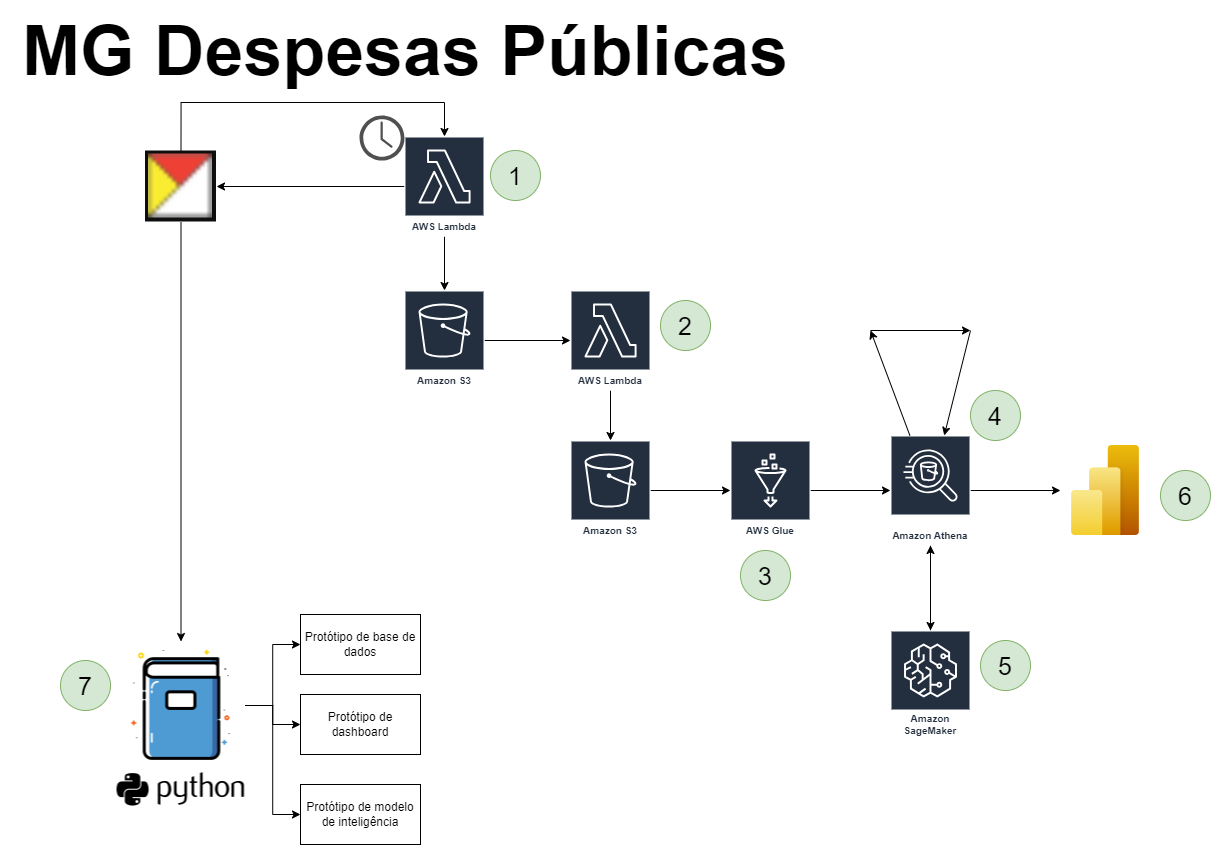 MG Despesas Públicas
1
AWS Lambda
2
Amazon S3
AWS Lambda
4
6
Amazon S3
AWS Glue
Amazon Athena
3
5
Amazon
SageMaker
7
python
Protótipo de base de
dados
Protótipo de
dashboard
Protótipo de modelo
de inteligência